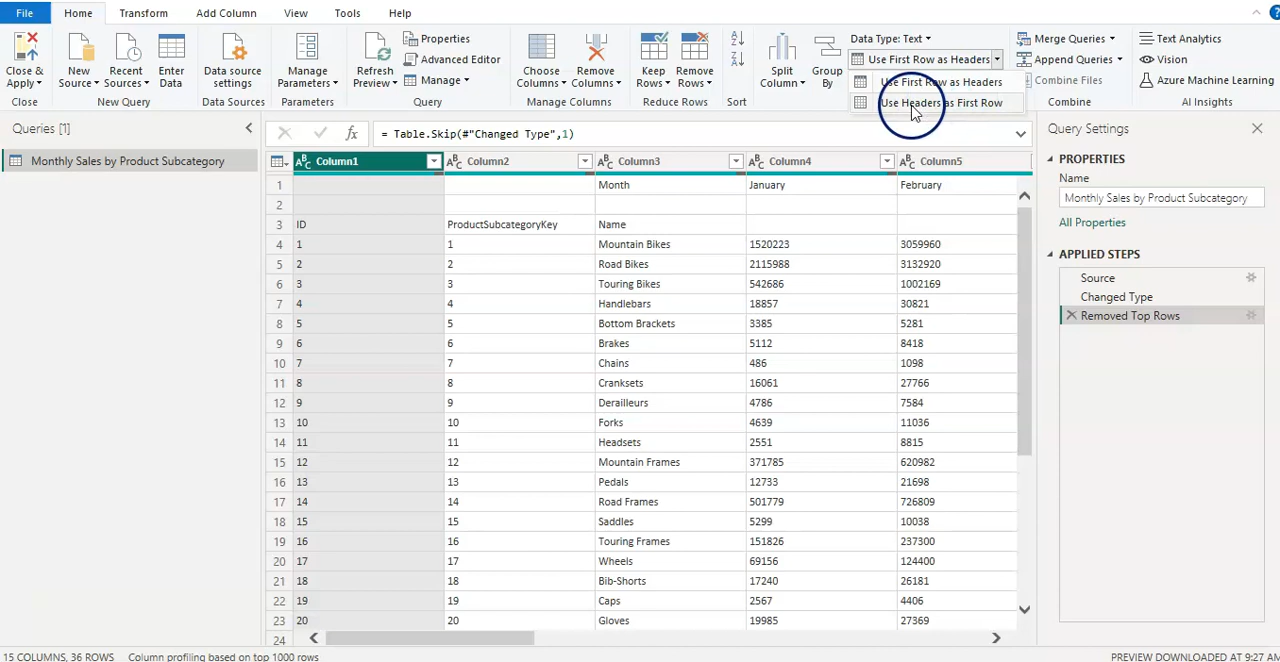 File Home Transform Add Column View Tools Help
Close & Apply
New Source
Recent Sources
Enter Data
Data source settings
Manage Parameters
Refresh Preview
Properties
Advanced Editor
Manage
Choose Columns
Remove Columns
Keep Rows
Remove Rows
Split Column
Group By
Data Type: Text
Use First Row as Headers
Use First Row as Headers
Use Headers as First Row
Merge Queries
Append Queries
Combine Files
Text Analytics
Vision
Azure Machine Learning
Close New Query Data Sources Parameters Query Manage Columns Reduce Rows Sort Combine AI Insights
Queries [1]
Monthly Sales by Product Subcategory
fx = Table.Skip(#"Changed Type",1)
ABC Column1 ABC Column2 ABC Column3 ABC Column4 ABC Column5
1 Month January February
2
3 ID ProductSubcategoryKey Name
4 1 1 Mountain Bikes 1520223 3059960
5 2 2 Road Bikes 2115988 3132920
6 3 3 Touring Bikes 542686 1002169
7 4 4 Handlebars 18857 30821
8 5 5 Bottom Brackets 3385 5281
9 6 6 Brakes 5112 8418
10 7 7 Chains 486 1098
11 8 8 Cranksets 16061 27766
12 9 9 Derailleurs 4786 7584
13 10 10 Forks 4639 11036
14 11 11 Headsets 2551 8815
15 12 12 Mountain Frames 371785 620982
16 13 13 Pedals 12733 21698
17 14 14 Road Frames 501779 726809
18 15 15 Saddles 5299 10038
19 16 16 Touring Frames 151826 237300
20 17 17 Wheels 69156 124400
21 18 18 Bib-Shorts 17240 26181
22 19 19 Caps 2567 4406
23 20 20 Gloves 19985 27369
24
Query Settings
PROPERTIES
Name
Monthly Sales by Product Subcategory
All Properties
APPLIED STEPS
Source
Changed Type
Removed Top Rows
15 COLUMNS, 36 ROWS Column profiling based on top 1000 rows PREVIEW DOWNLOADED AT 9:27 AM